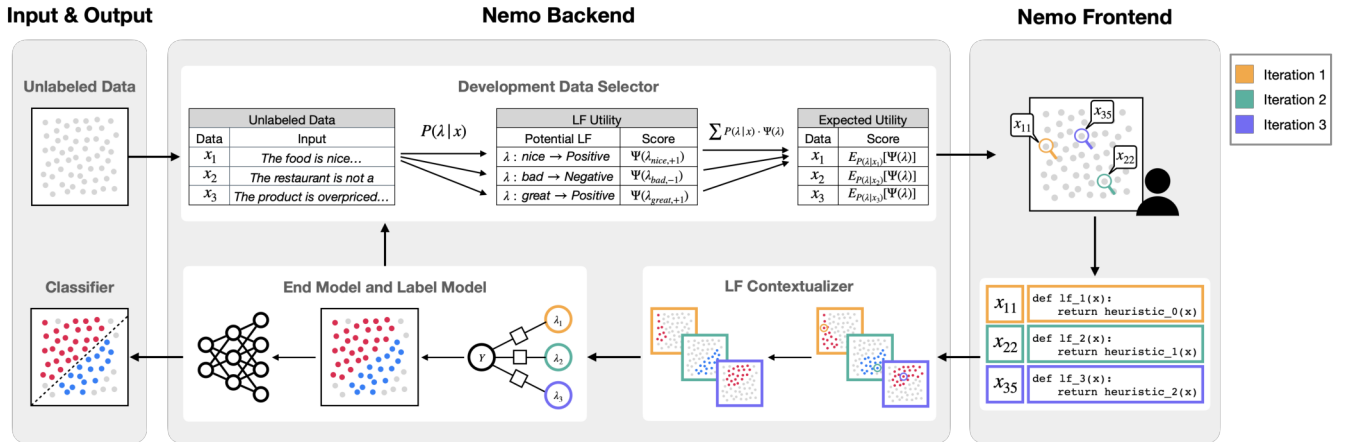 Input & Output
Nemo Backend
Nemo Frontend
Unlabeled Data
Development Data Selector
Unlabeled Data
Data Input
x₁ The food is nice...
x₂ The restaurant is not a
x₃ The product is overpriced...
P(λ|x)
LF Utility
Potential LF Score
λ : nice → Positive Ψ(λnice,+1)
λ : bad → Negative Ψ(λbad,−1)
λ : great → Positive Ψ(λgreat,+1)
∑ P(λ|x) · Ψ(λ)
Expected Utility
Data Score
x₁ E_P(λ|x₁)[Ψ(λ)]
x₂ E_P(λ|x₂)[Ψ(λ)]
x₃ E_P(λ|x₃)[Ψ(λ)]
x₁₁
x₃₅
x₂₂
Iteration 1
Iteration 2
Iteration 3
Classifier
End Model and Label Model
Y
λ₁
λ₂
λ₃
LF Contextualizer
x₁₁ def lf_1(x):
return heuristic_0(x)
x₂₂ def lf_2(x):
return heuristic_1(x)
x₃₅ def lf_3(x):
return heuristic_2(x)